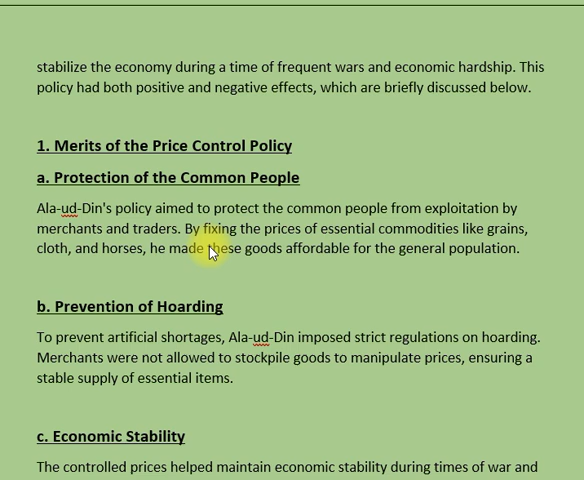 stabilize the economy during a time of frequent wars and economic hardship. This
policy had both positive and negative effects, which are briefly discussed below.
1. Merits of the Price Control Policy
a. Protection of the Common People
Ala-ud-Din's policy aimed to protect the common people from exploitation by
merchants and traders. By fixing the prices of essential commodities like grains,
cloth, and horses, he made these goods affordable for the general population.
b. Prevention of Hoarding
To prevent artificial shortages, Ala-ud-Din imposed strict regulations on hoarding.
Merchants were not allowed to stockpile goods to manipulate prices, ensuring a
stable supply of essential items.
c. Economic Stability
The controlled prices helped maintain economic stability during times of war and